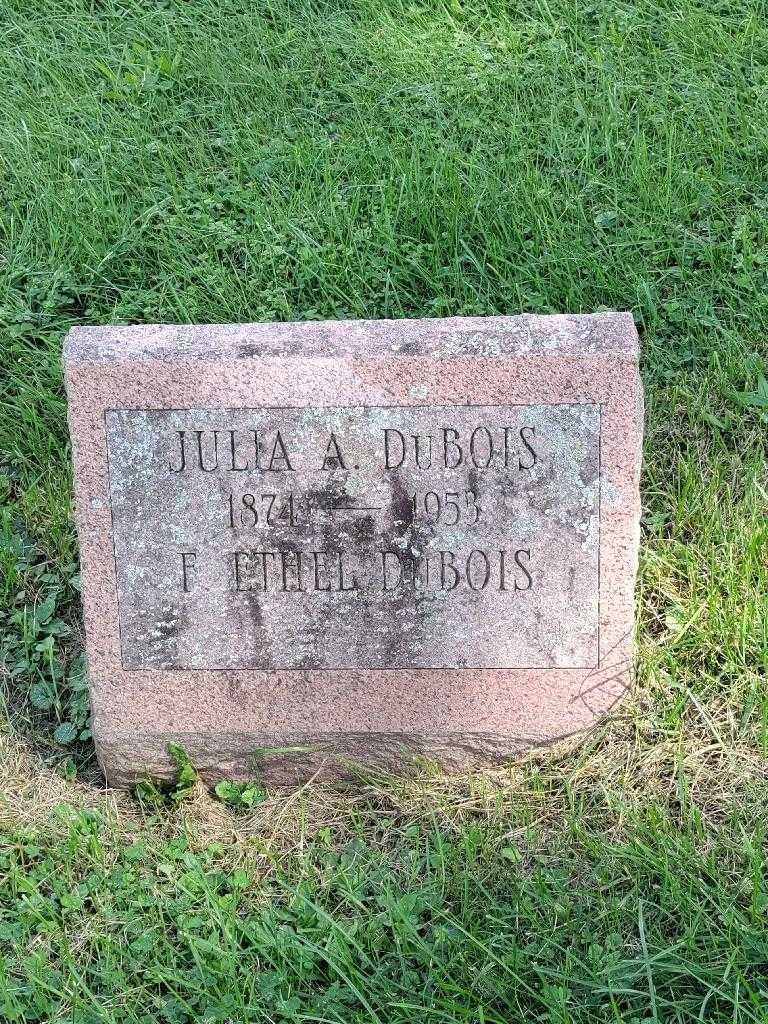 JULIA A. DuBOIS
1874 — 1953
F. ETHEL DuBOIS